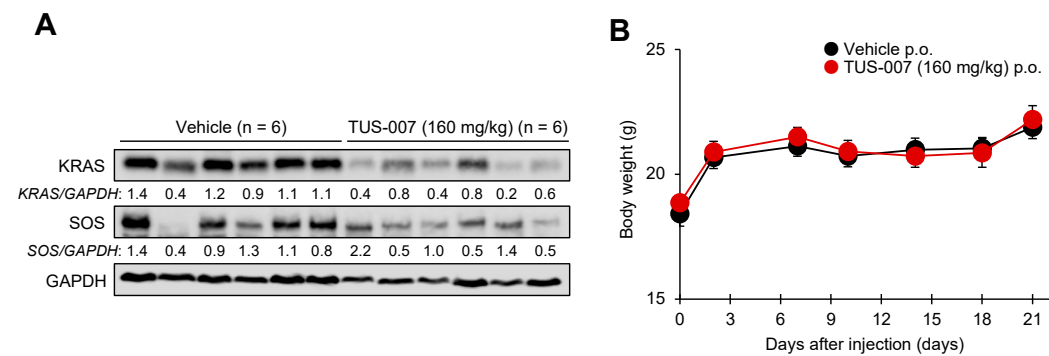 A
Vehicle (n = 6) TUS-007 (160 mg/kg) (n = 6)
KRAS
KRAS/GAPDH: 1.4 0.4 1.2 0.9 1.1 1.1 0.4 0.8 0.4 0.8 0.2 0.6
SOS
SOS/GAPDH: 1.4 0.4 0.9 1.3 1.1 0.8 2.2 0.5 1.0 0.5 1.4 0.5
GAPDH
B
Vehicle p.o.
TUS-007 (160 mg/kg) p.o.
Body weight (g)
25
20
15
0 3 6 9 12 15 18 21
Days after injection (days)